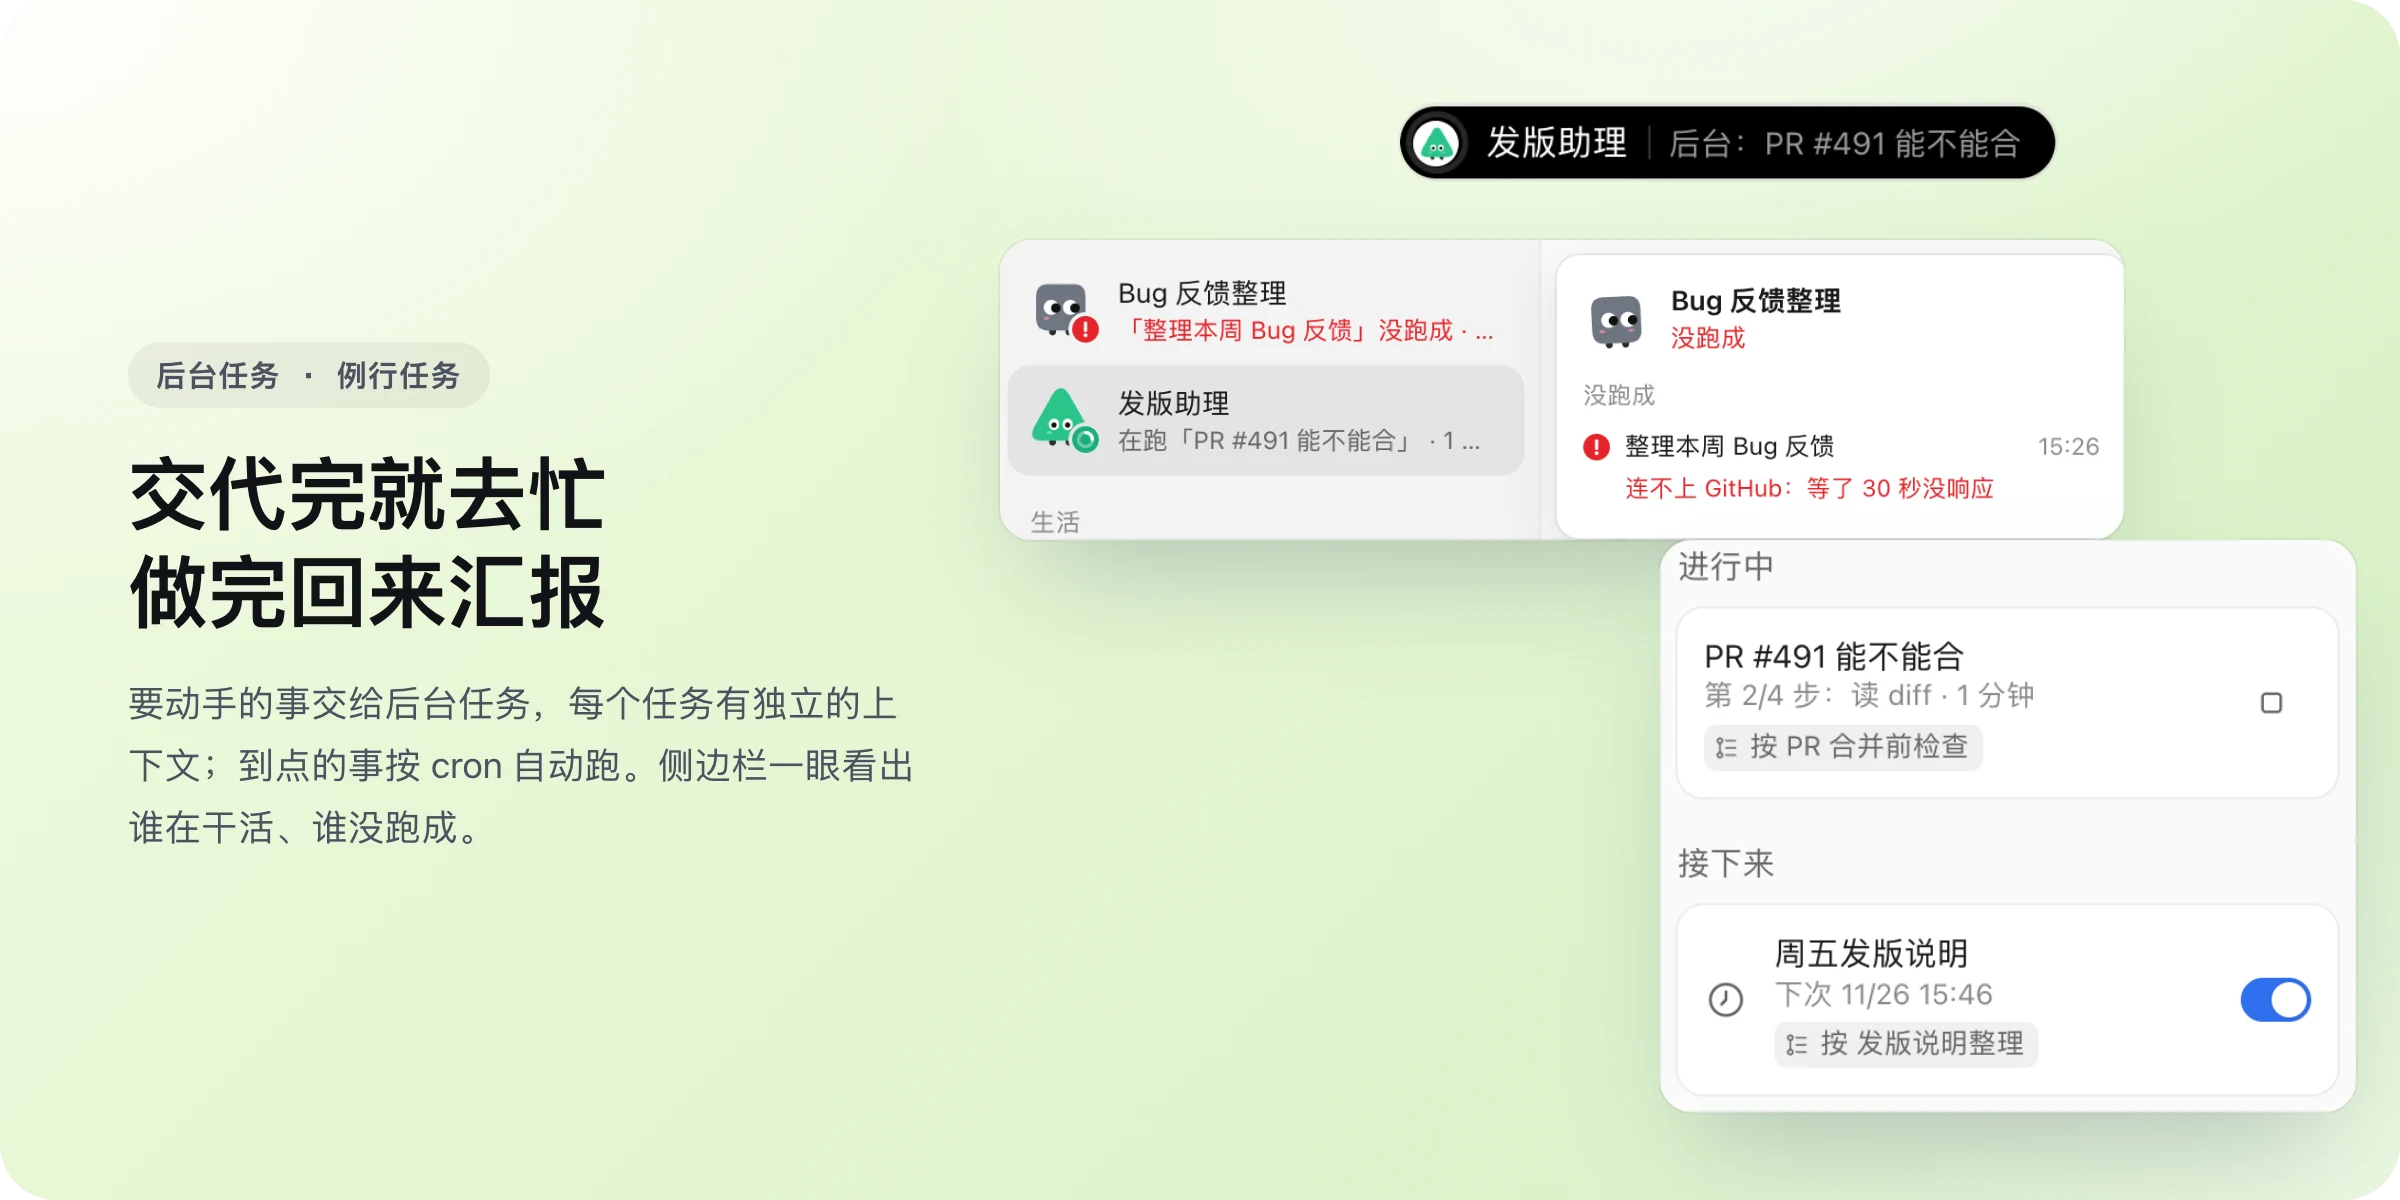 后台任务 · 例行任务
交代完就去忙
做完回来汇报
要动手的事交给后台任务，每个任务有独立的上
下文；到点的事按 cron 自动跑。侧边栏一眼看出
谁在干活、谁没跑成。
发版助理 | 后台：PR #491 能不能合
Bug 反馈整理
「整理本周 Bug 反馈」没跑成 · ...
发版助理
在跑「PR #491 能不能合」 · 1 ...
生活
Bug 反馈整理
没跑成
没跑成
整理本周 Bug 反馈 15:26
连不上 GitHub：等了 30 秒没响应
进行中
PR #491 能不能合
第 2/4 步：读 diff · 1 分钟
按 PR 合并前检查
接下来
周五发版说明
下次 11/26 15:46
按 发版说明整理